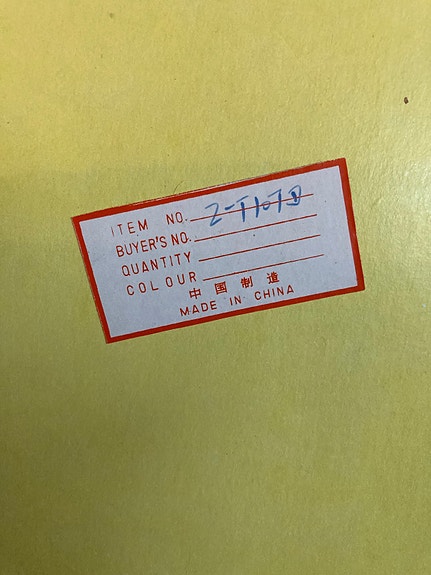 ITEM NO.
BUYER'S NO.
QUANTITY
COLOUR
中国制造
MADE IN CHINA